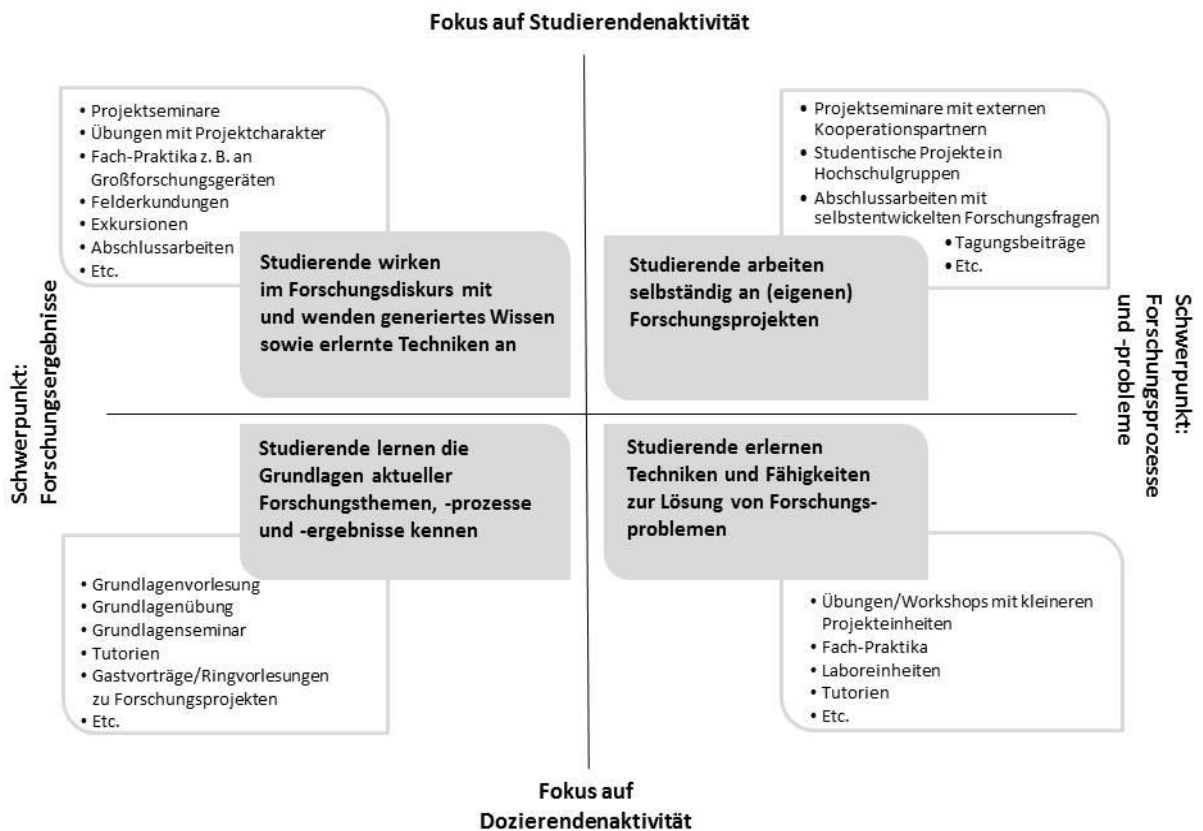 Fokus auf Studierendenaktivität
• Projektseminare
• Übungen mit Projektcharakter
• Fach-Praktika z. B. an
Großforschungsgeräten
• Felderkundungen
• Exkursionen
• Abschlussarbeiten
• Etc.
Studierende wirken
im Forschungsdiskurs mit
und wenden generiertes Wissen
sowie erlernte Techniken an
• Projektseminare mit externen
Kooperationspartnern
• Studentische Projekte in
Hochschulgruppen
• Abschlussarbeiten mit
selbstentwickelten Forschungsfragen
• Tagungsbeiträge
• Etc.
Studierende arbeiten
selbständig an (eigenen)
Forschungsprojekten
Schwerpunkt:
Forschungsergebnisse
Schwerpunkt:
Forschungsprozesse
und -probleme
Studierende lernen die
Grundlagen aktueller
Forschungsthemen, -prozesse
und -ergebnisse kennen
• Grundlagenvorlesung
• Grundlagenübung
• Grundlagenseminar
• Tutorien
• Gastvorträge/Ringvorlesungen
zu Forschungsprojekten
• Etc.
Studierende erlernen
Techniken und Fähigkeiten
zur Lösung von Forschungs-
problemen
• Übungen/Workshops mit kleineren
Projekteinheiten
• Fach-Praktika
• Laboreinheiten
• Tutorien
• Etc.
Fokus auf
Dozierendenaktivität